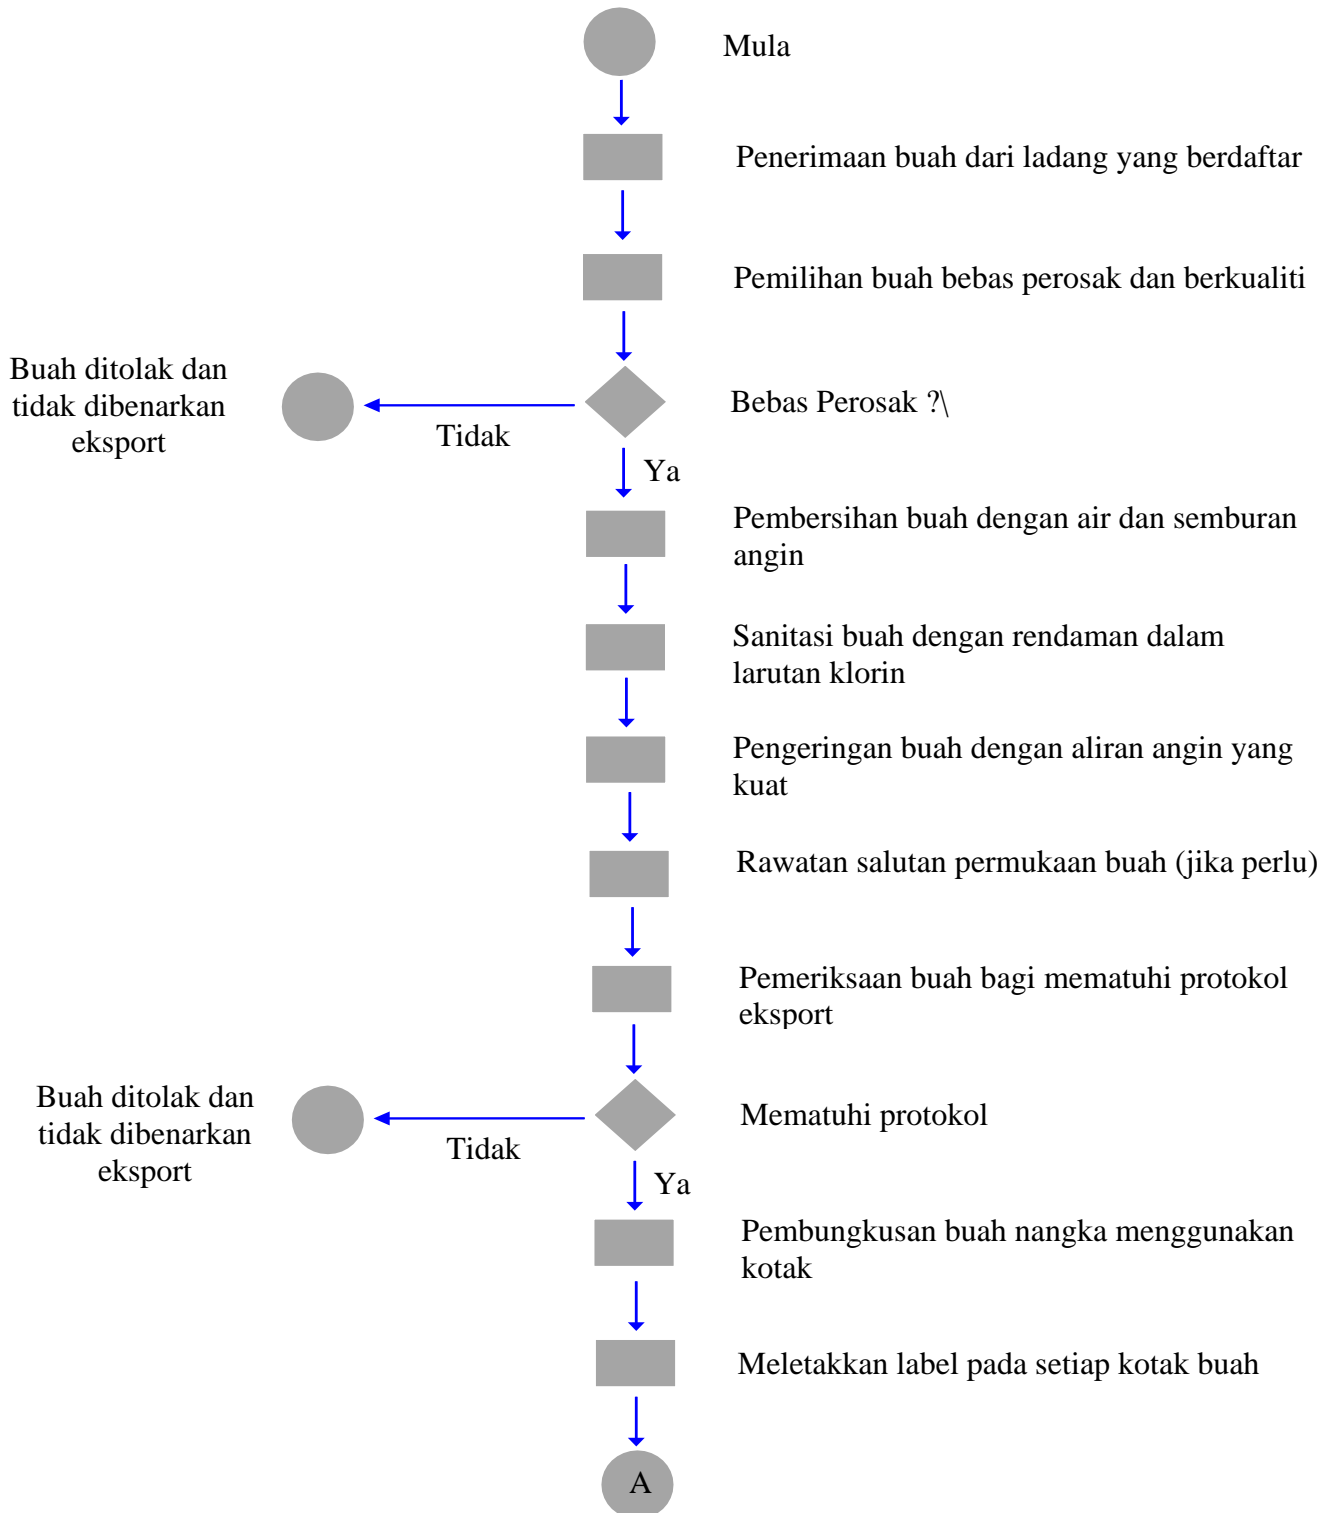 Mula
Penerimaan buah dari ladang yang berdaftar
Pemilihan buah bebas perosak dan berkualiti
Buah ditolak dan
tidak dibenarkan
eksport
Tidak
Bebas Perosak ?\
Ya
Pembersihan buah dengan air dan semburan
angin
Sanitasi buah dengan rendaman dalam
larutan klorin
Pengeringan buah dengan aliran angin yang
kuat
Rawatan salutan permukaan buah (jika perlu)
Pemeriksaan buah bagi mematuhi protokol
eksport
Buah ditolak dan
tidak dibenarkan
eksport
Tidak
Mematuhi protokol
Ya
Pembungkusan buah nangka menggunakan
kotak
Meletakkan label pada setiap kotak buah
A